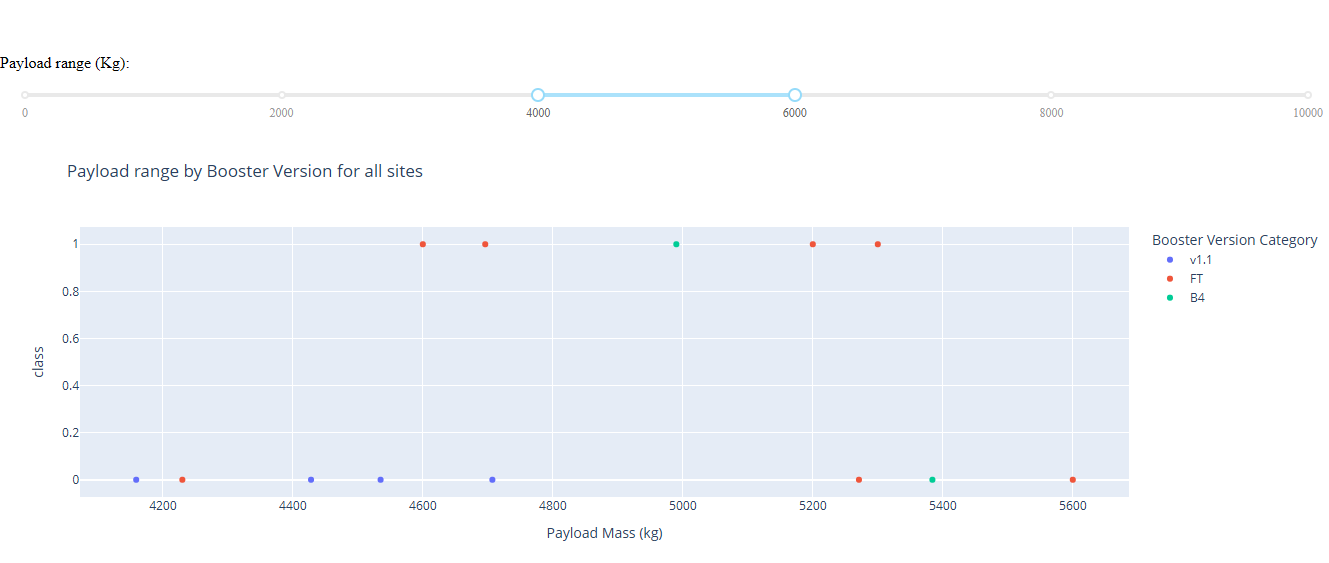 Payload range (Kg):
0 2000 4000 6000 8000 10000
Payload range by Booster Version for all sites
Booster Version Category
v1.1
FT
B4
1
0.8
0.6
0.4
0.2
0
class
4200 4400 4600 4800 5000 5200 5400 5600
Payload Mass (kg)